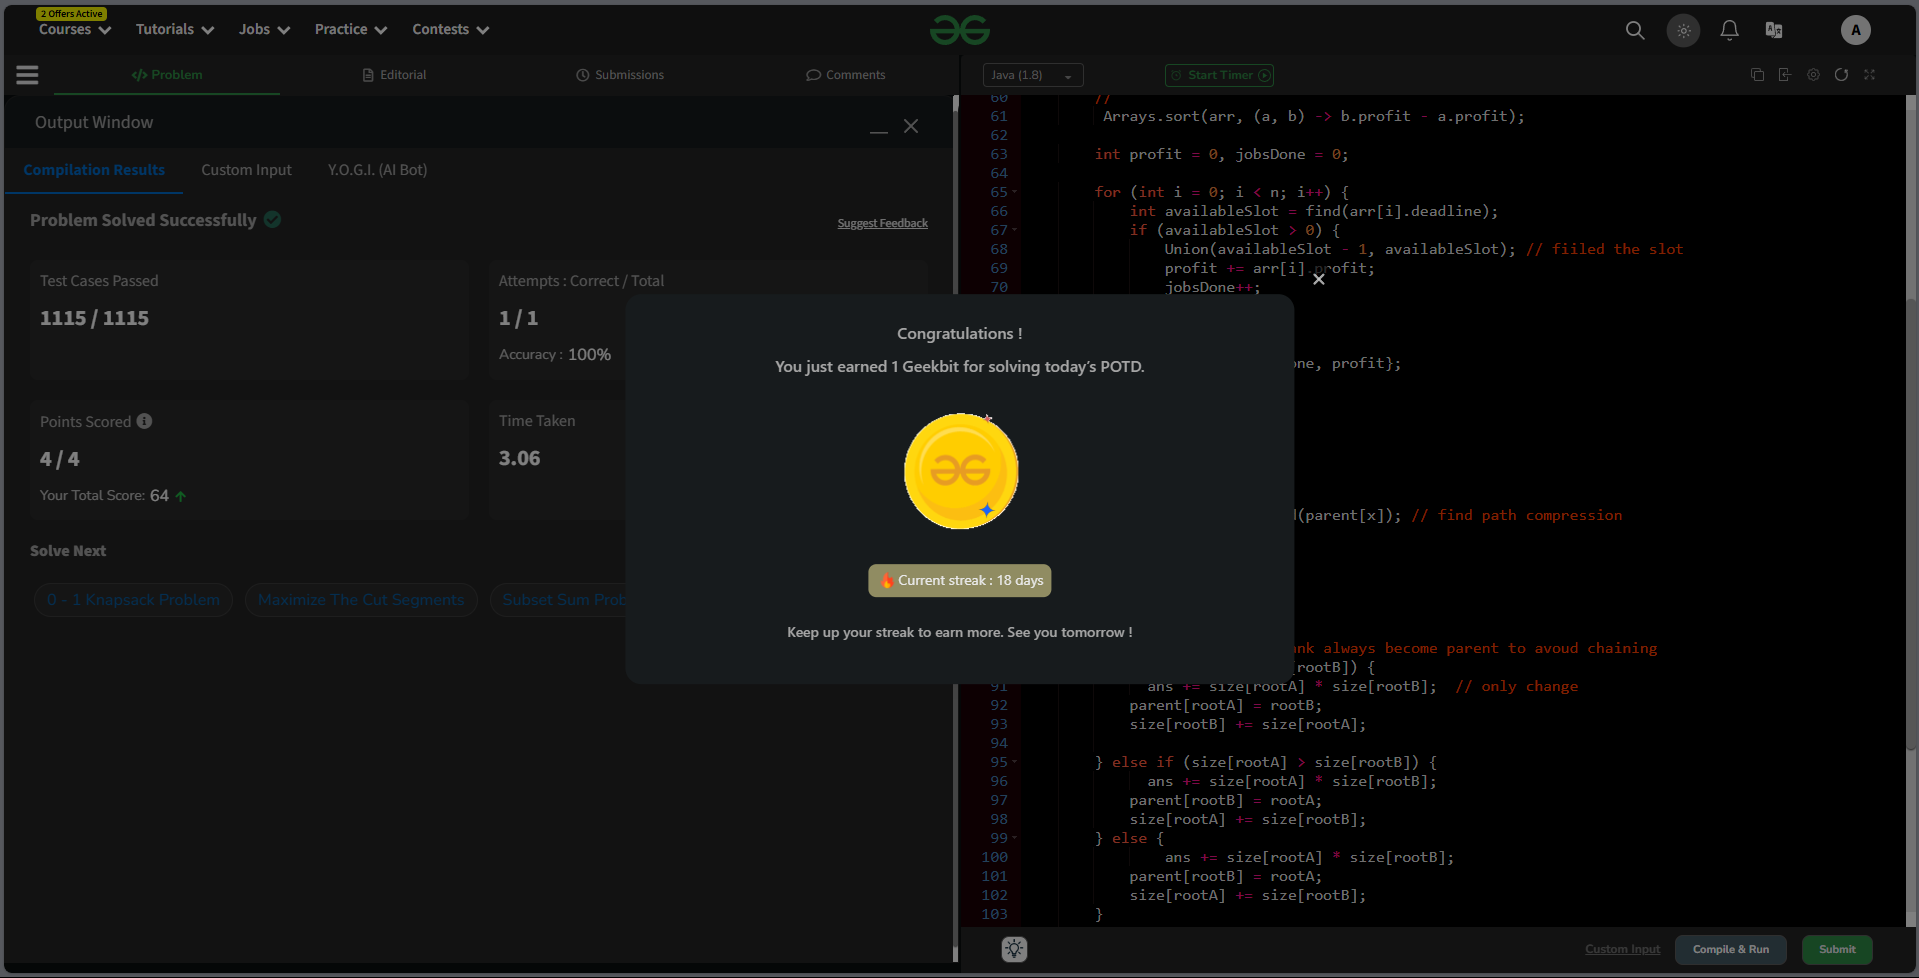 2 Offers Active
Courses Tutorials Jobs Practice Contests
A
Problem Editorial Submissions Comments
Java (1.8) Start Timer
Output Window
Compilation Results Custom Input Y.O.G.I. (AI Bot)
Problem Solved Successfully
Suggest Feedback
Test Cases Passed
1115 / 1115
Attempts : Correct / Total
1 / 1
Accuracy : 100%
Points Scored
4 / 4
Your Total Score: 64
Time Taken
3.06
Solve Next
0 - 1 Knapsack Problem Maximize The Cut Segments Subset Sum
Congratulations !
You just earned 1 Geekbit for solving today's POTD.
Current streak : 18 days
Keep up your streak to earn more. See you tomorrow !
60 //
61 Arrays.sort(arr, (a, b) -> b.profit - a.profit);
62
63 int profit = 0, jobsDone = 0;
64
65 for (int i = 0; i < n; i++) {
66 int availableSlot = find(arr[i].deadline);
67 if (availableSlot > 0) {
68 Union(availableSlot - 1, availableSlot); // fiiled the slot
69 profit += arr[i].profit;
70 jobsDone++;
ne, profit};
(parent[x]); // find path compression
nk always become parent to avoud chaining
rootB]) {
91 ans += size[rootA] * size[rootB]; // only change
92 parent[rootA] = rootB;
93 size[rootB] += size[rootA];
94
95 } else if (size[rootA] > size[rootB]) {
96 ans += size[rootA] * size[rootB];
97 parent[rootB] = rootA;
98 size[rootA] += size[rootB];
99 } else {
100 ans += size[rootA] * size[rootB];
101 parent[rootB] = rootA;
102 size[rootA] += size[rootB];
103 }
Custom Input Compile & Run Submit